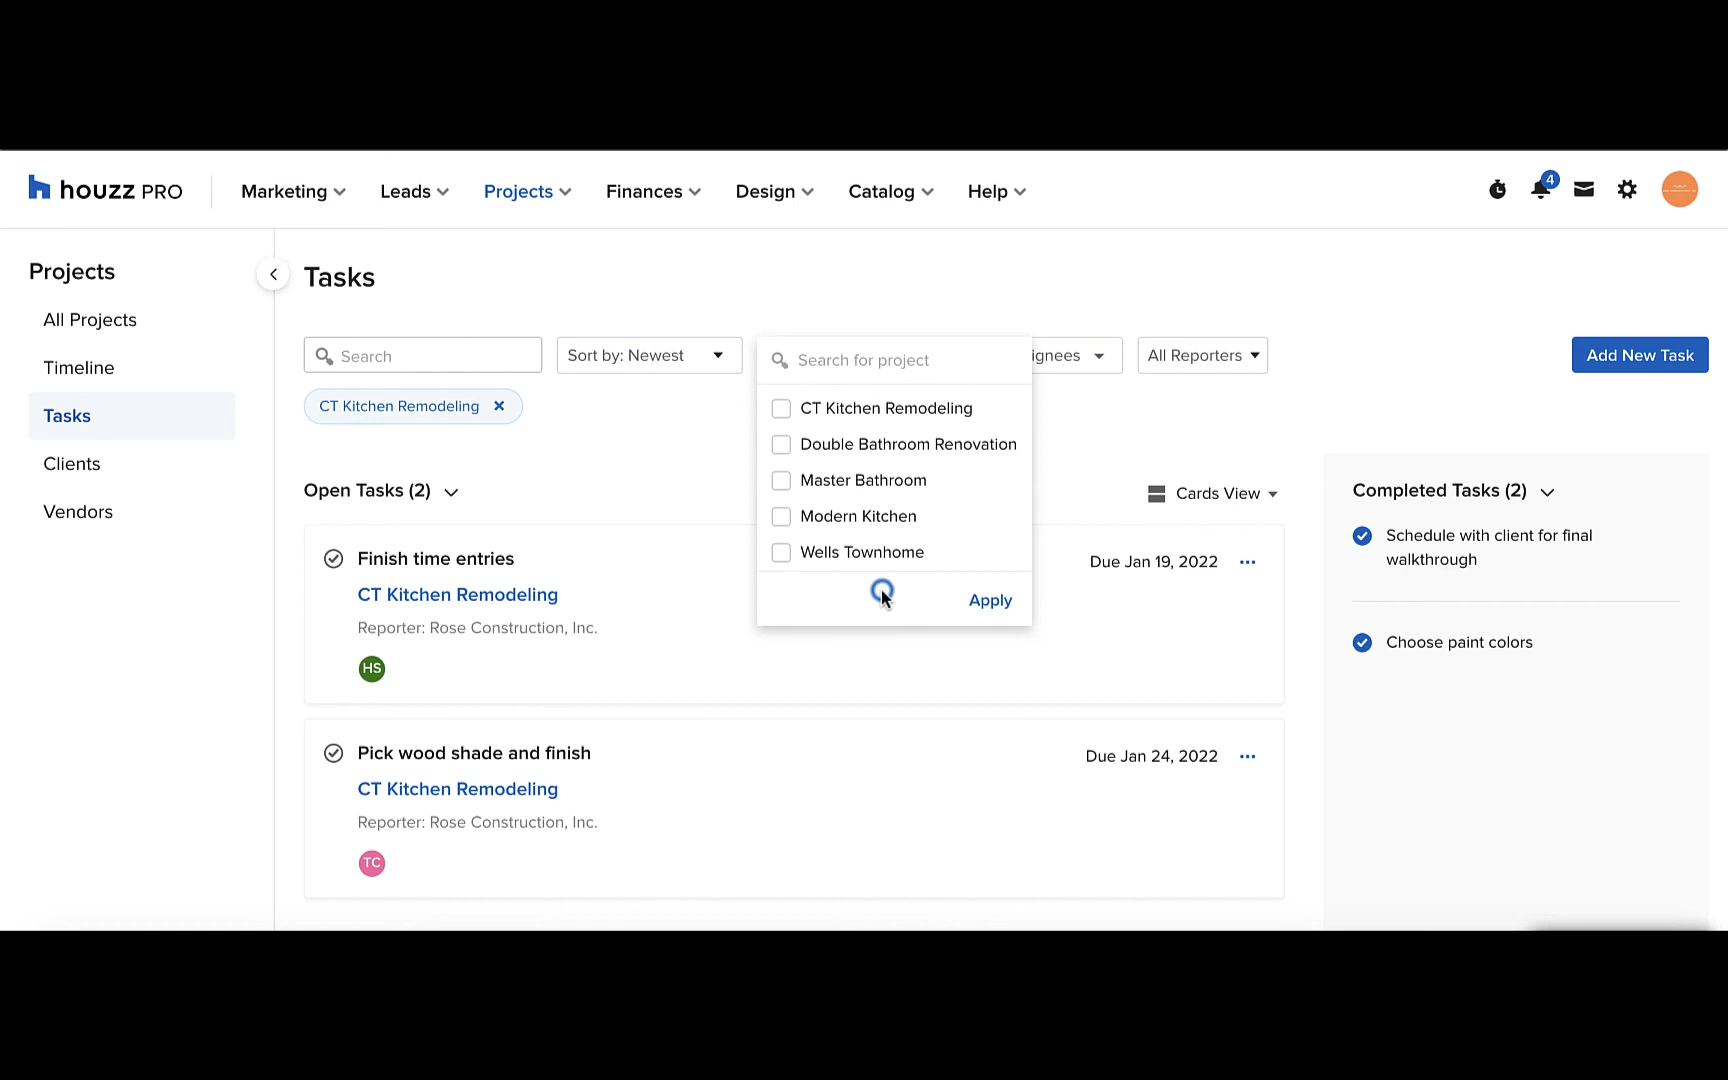 houzz PRO
Marketing
Leads
Projects
Finances
Design
Catalog
Help
4
Projects
All Projects
Timeline
Tasks
Clients
Vendors
Tasks
Search
Sort by: Newest
Search for project
ignees
All Reporters
Add New Task
CT Kitchen Remodeling
CT Kitchen Remodeling
Double Bathroom Renovation
Master Bathroom
Modern Kitchen
Wells Townhome
Apply
Open Tasks (2)
Cards View
Finish time entries
Due Jan 19, 2022
CT Kitchen Remodeling
Reporter: Rose Construction, Inc.
HS
Pick wood shade and finish
Due Jan 24, 2022
CT Kitchen Remodeling
Reporter: Rose Construction, Inc.
TC
Completed Tasks (2)
Schedule with client for final
walkthrough
Choose paint colors